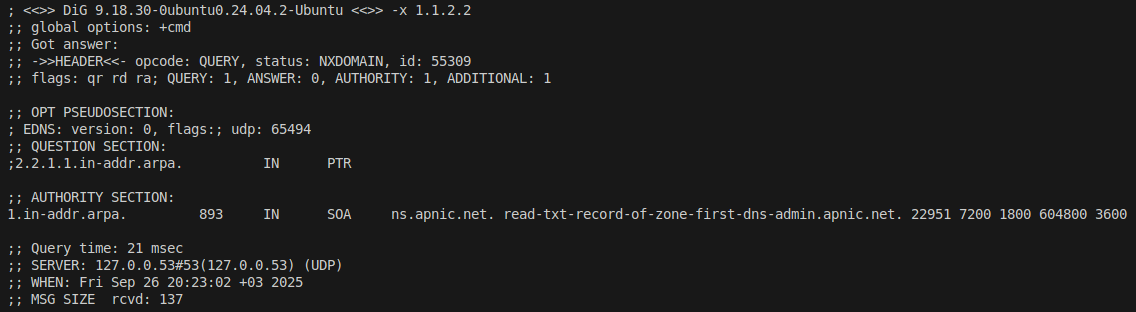 ; <<>> DiG 9.18.30-0ubuntu0.24.04.2-Ubuntu <<>> -x 1.1.2.2
;; global options: +cmd
;; Got answer:
;; ->>HEADER<<- opcode: QUERY, status: NXDOMAIN, id: 55309
;; flags: qr rd ra; QUERY: 1, ANSWER: 0, AUTHORITY: 1, ADDITIONAL: 1

;; OPT PSEUDOSECTION:
; EDNS: version: 0, flags:; udp: 65494
;; QUESTION SECTION:
;2.2.1.1.in-addr.arpa.		IN	PTR

;; AUTHORITY SECTION:
1.in-addr.arpa.		893	IN	SOA	ns.apnic.net. read-txt-record-of-zone-first-dns-admin.apnic.net. 22951 7200 1800 604800 3600

;; Query time: 21 msec
;; SERVER: 127.0.0.53#53(127.0.0.53) (UDP)
;; WHEN: Fri Sep 26 20:23:02 +03 2025
;; MSG SIZE  rcvd: 137